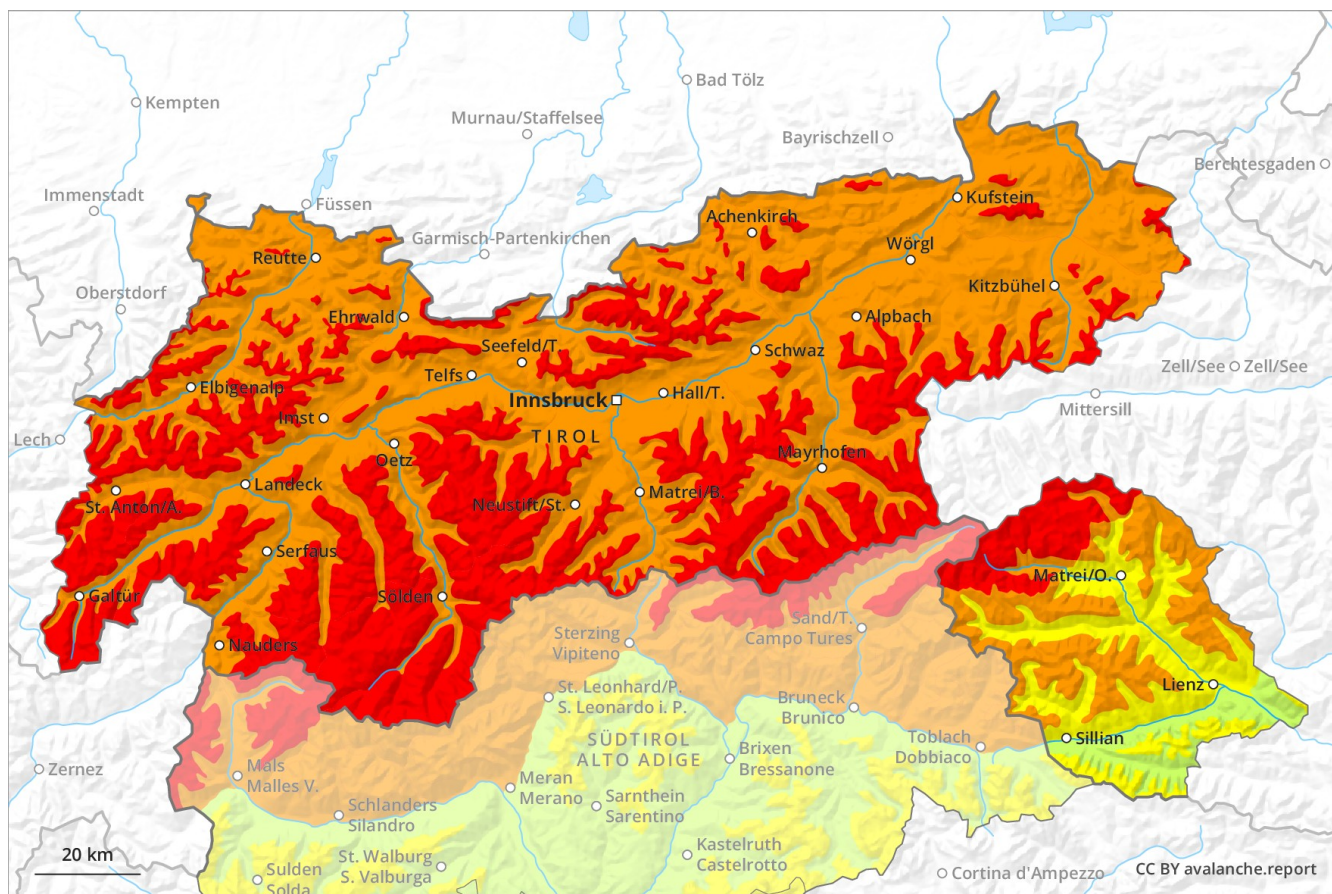 Bad Tölz
Kempten
Murnau/Staffelsee
Bayrischzell
Berchtesgaden
Immenstadt
Füssen
Kufstein
Achenkirch
Garmisch-Partenkirchen
Wörgl
Reutte
Kitzbühel
Oberstdorf
Ehrwald
Alpbach
Seefeld/T.
Schwaz
Zell/See
Zell/See
Telfs
Elbigenalp
Hall/T.
Innsbruck
Mittersill
Imst
Lech
TIROL
Oetz
Mayrhofen
Landeck
Matrei/B.
St. Anton/A.
Neustift/St.
Serfaus
Matrei/O.
Galtür
Sölden
Sand/T.
Campo Tures
Sterzing
Vipiteno
Nauders
Lienz
St. Leonhard/P.
S. Leonardo i. P.
Bruneck
Brunico
Sillian
SÜDTIROL
ALTO ADIGE
Toblach
Dobbiaco
Brixen
Bressanone
Zernez
Mals
Malles V.
Meran
Merano
Sarnthein
Sarentino
Schlanders
Silandro
20 km
Kastelruth
Castelrotto
St. Walburg
S. Valburga
Sulden
Solda
Cortina d'Ampezzo
CC BY avalanche.report